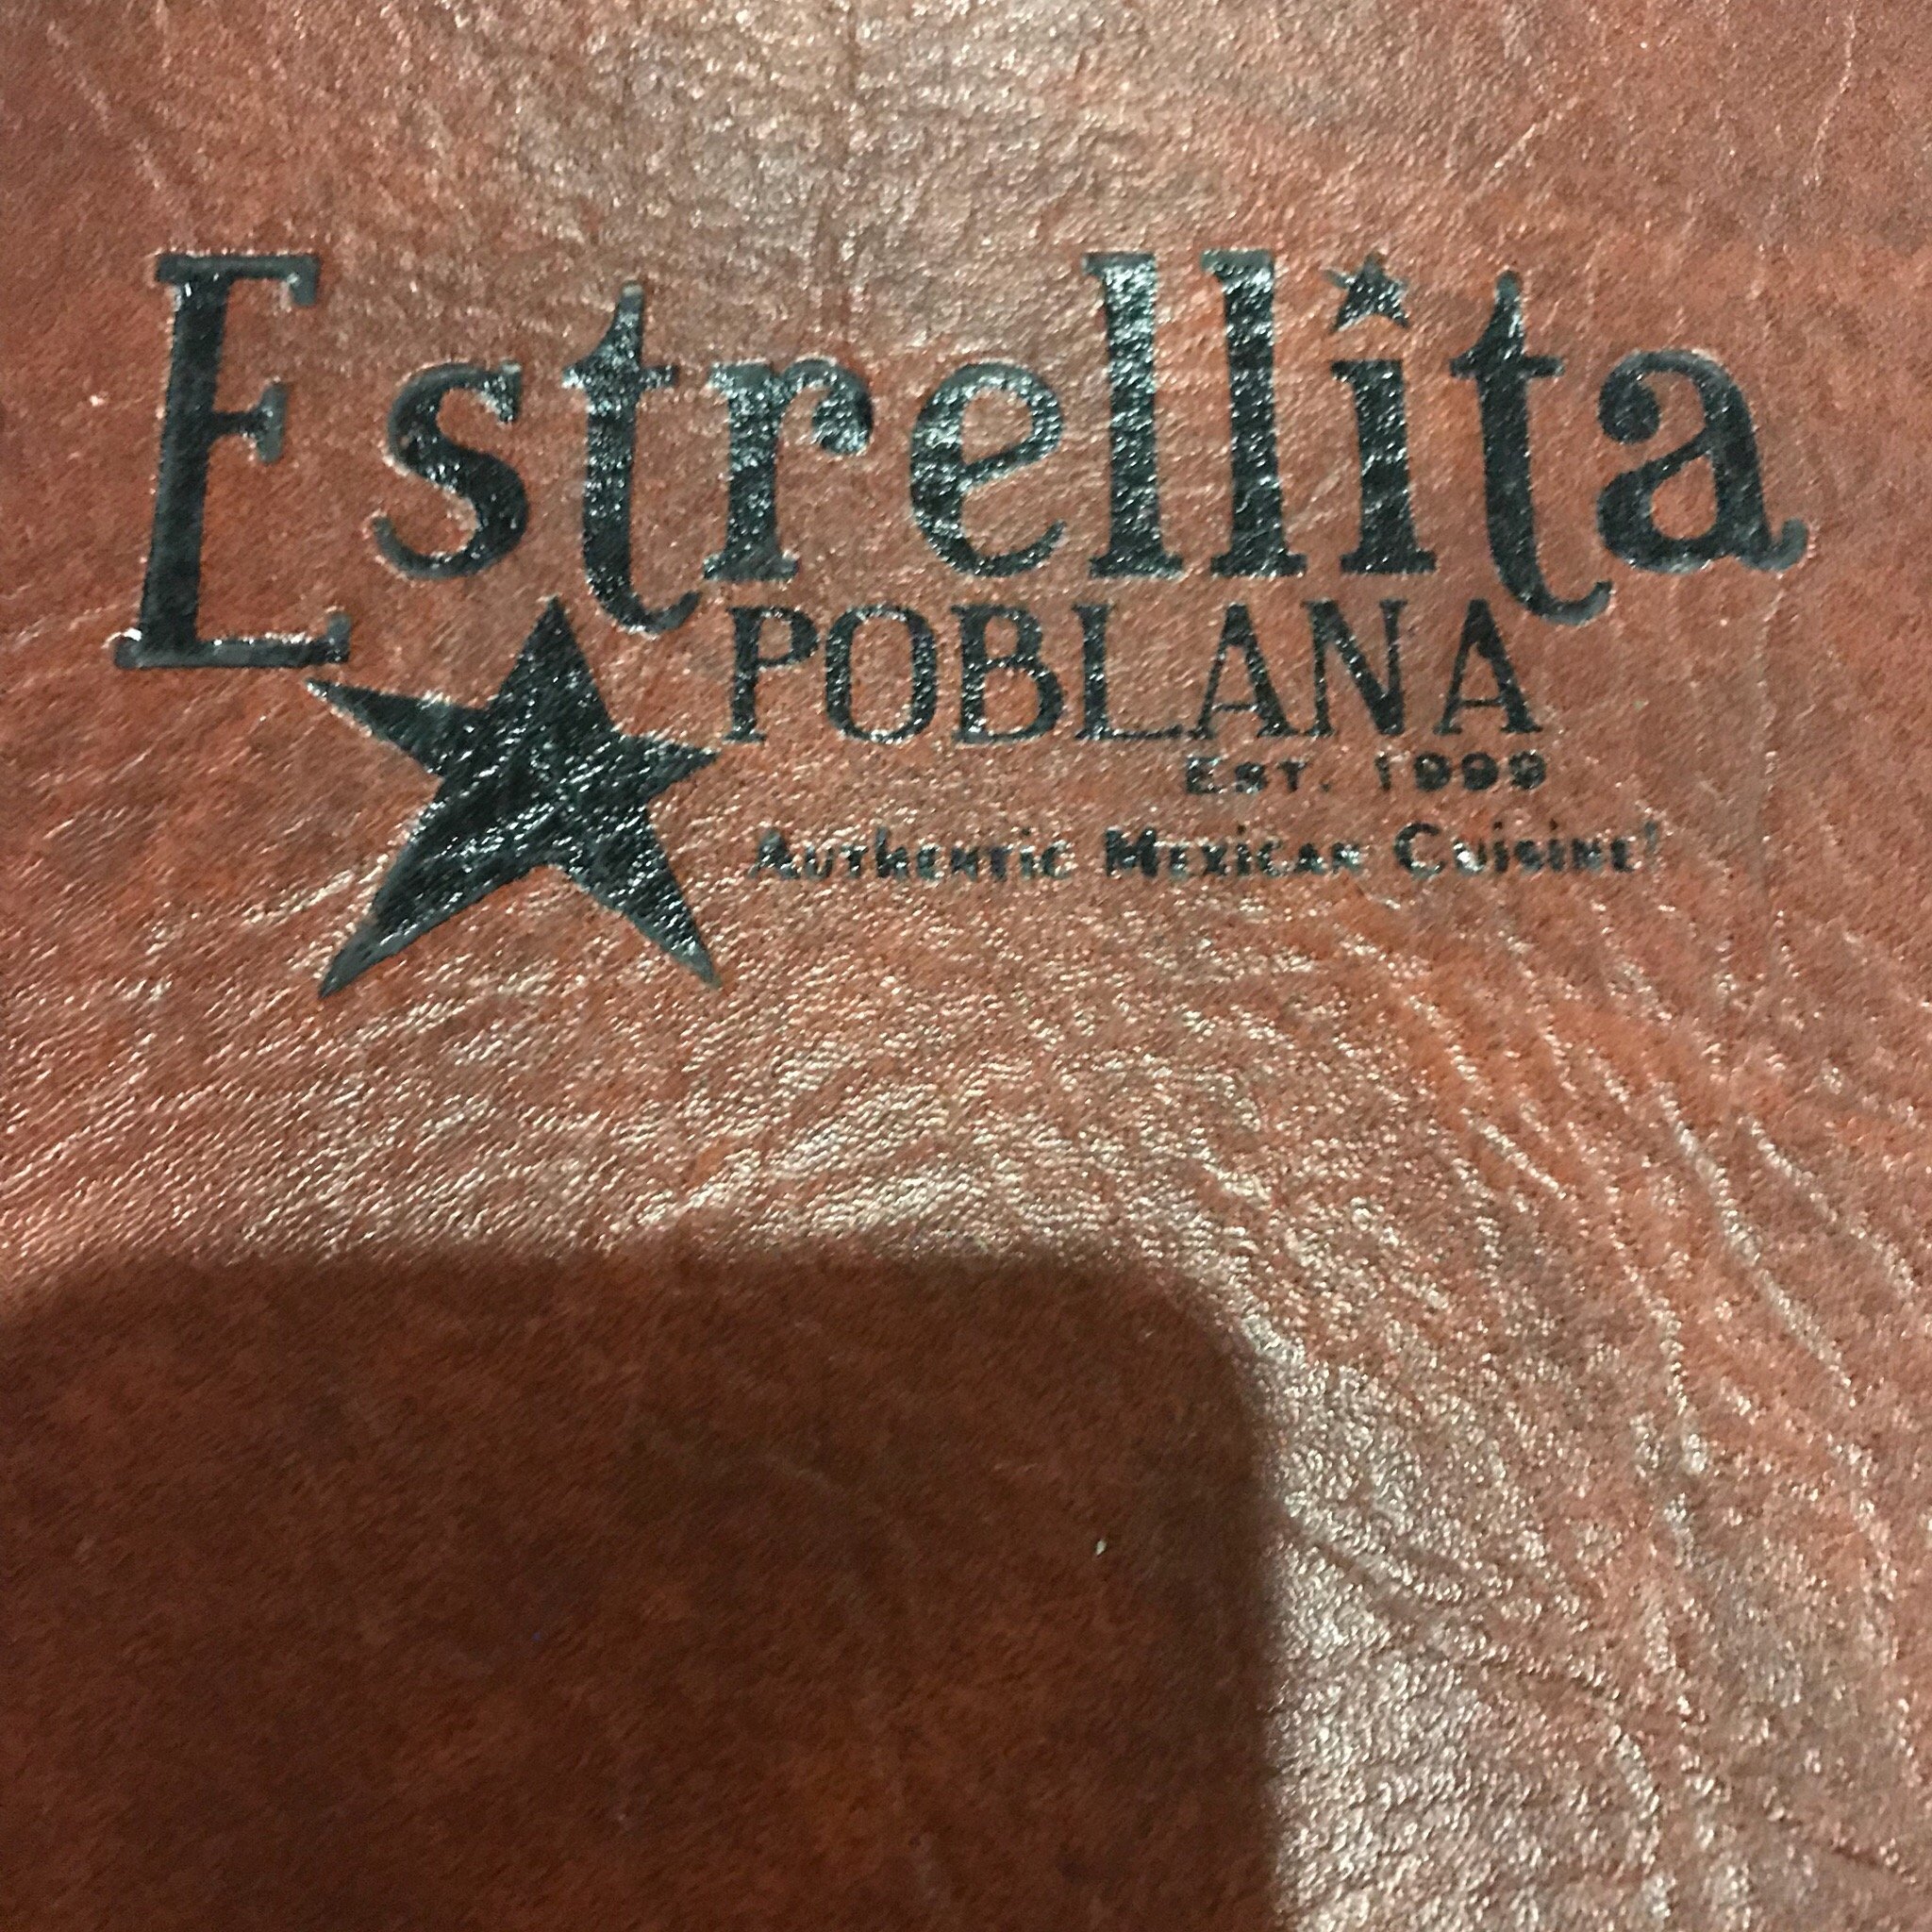 Estrellita
POBLANA
EST. 1999
AUTHENTIC MEXICAN CUISINE!